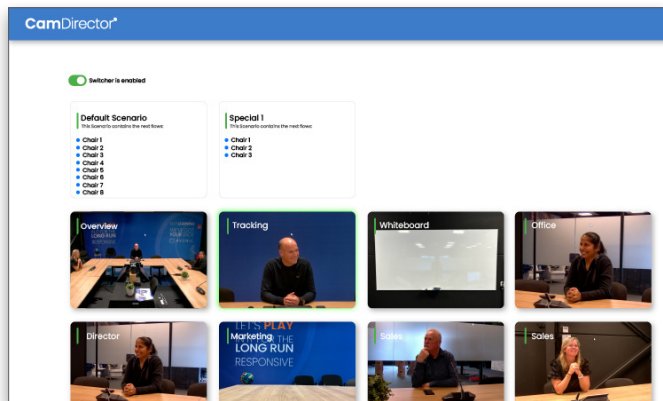 CamDirector
Switcher is enabled
Default Scenario
This Scenario contains the next flows:
Chair 1
Chair 2
Chair 3
Chair 4
Chair 5
Chair 6
Chair 7
Chair 8
Special 1
This Scenario contains the next flows:
Chair 1
Chair 2
Chair 3
Overview
LONG RUN
Tracking
Whiteboard
Office
Director
Marketing
LET'S PLAY
THE
LONG RUN
RESPONSIVE
Sales
Sales